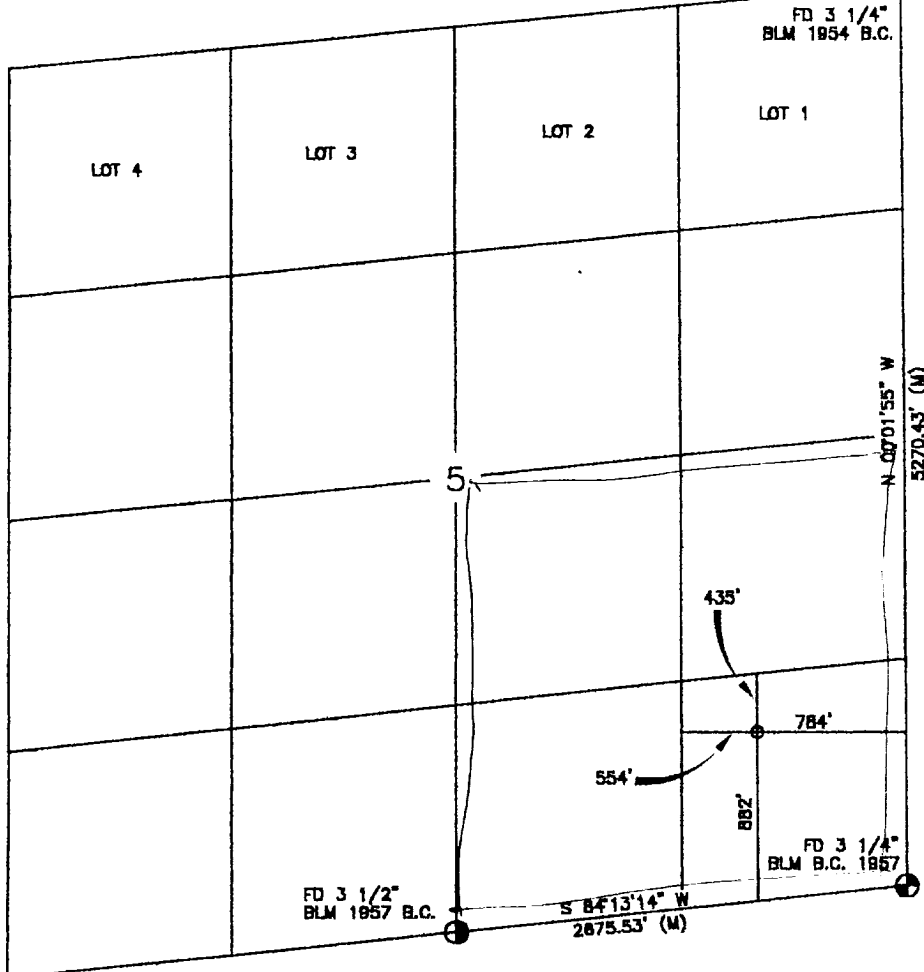 FD 3 1/4"
BLM 1954 B.C.
LOT 1
LOT 2
LOT 3
LOT 4
N 00°01'55" W
5270.43' (M)
5
435'
784'
554'
882'
FD 3 1/4"
BLM B.C. 1957
FD 3 1/2"
BLM 1957 B.C.
S 84°13'14" W
2675.53' (M)